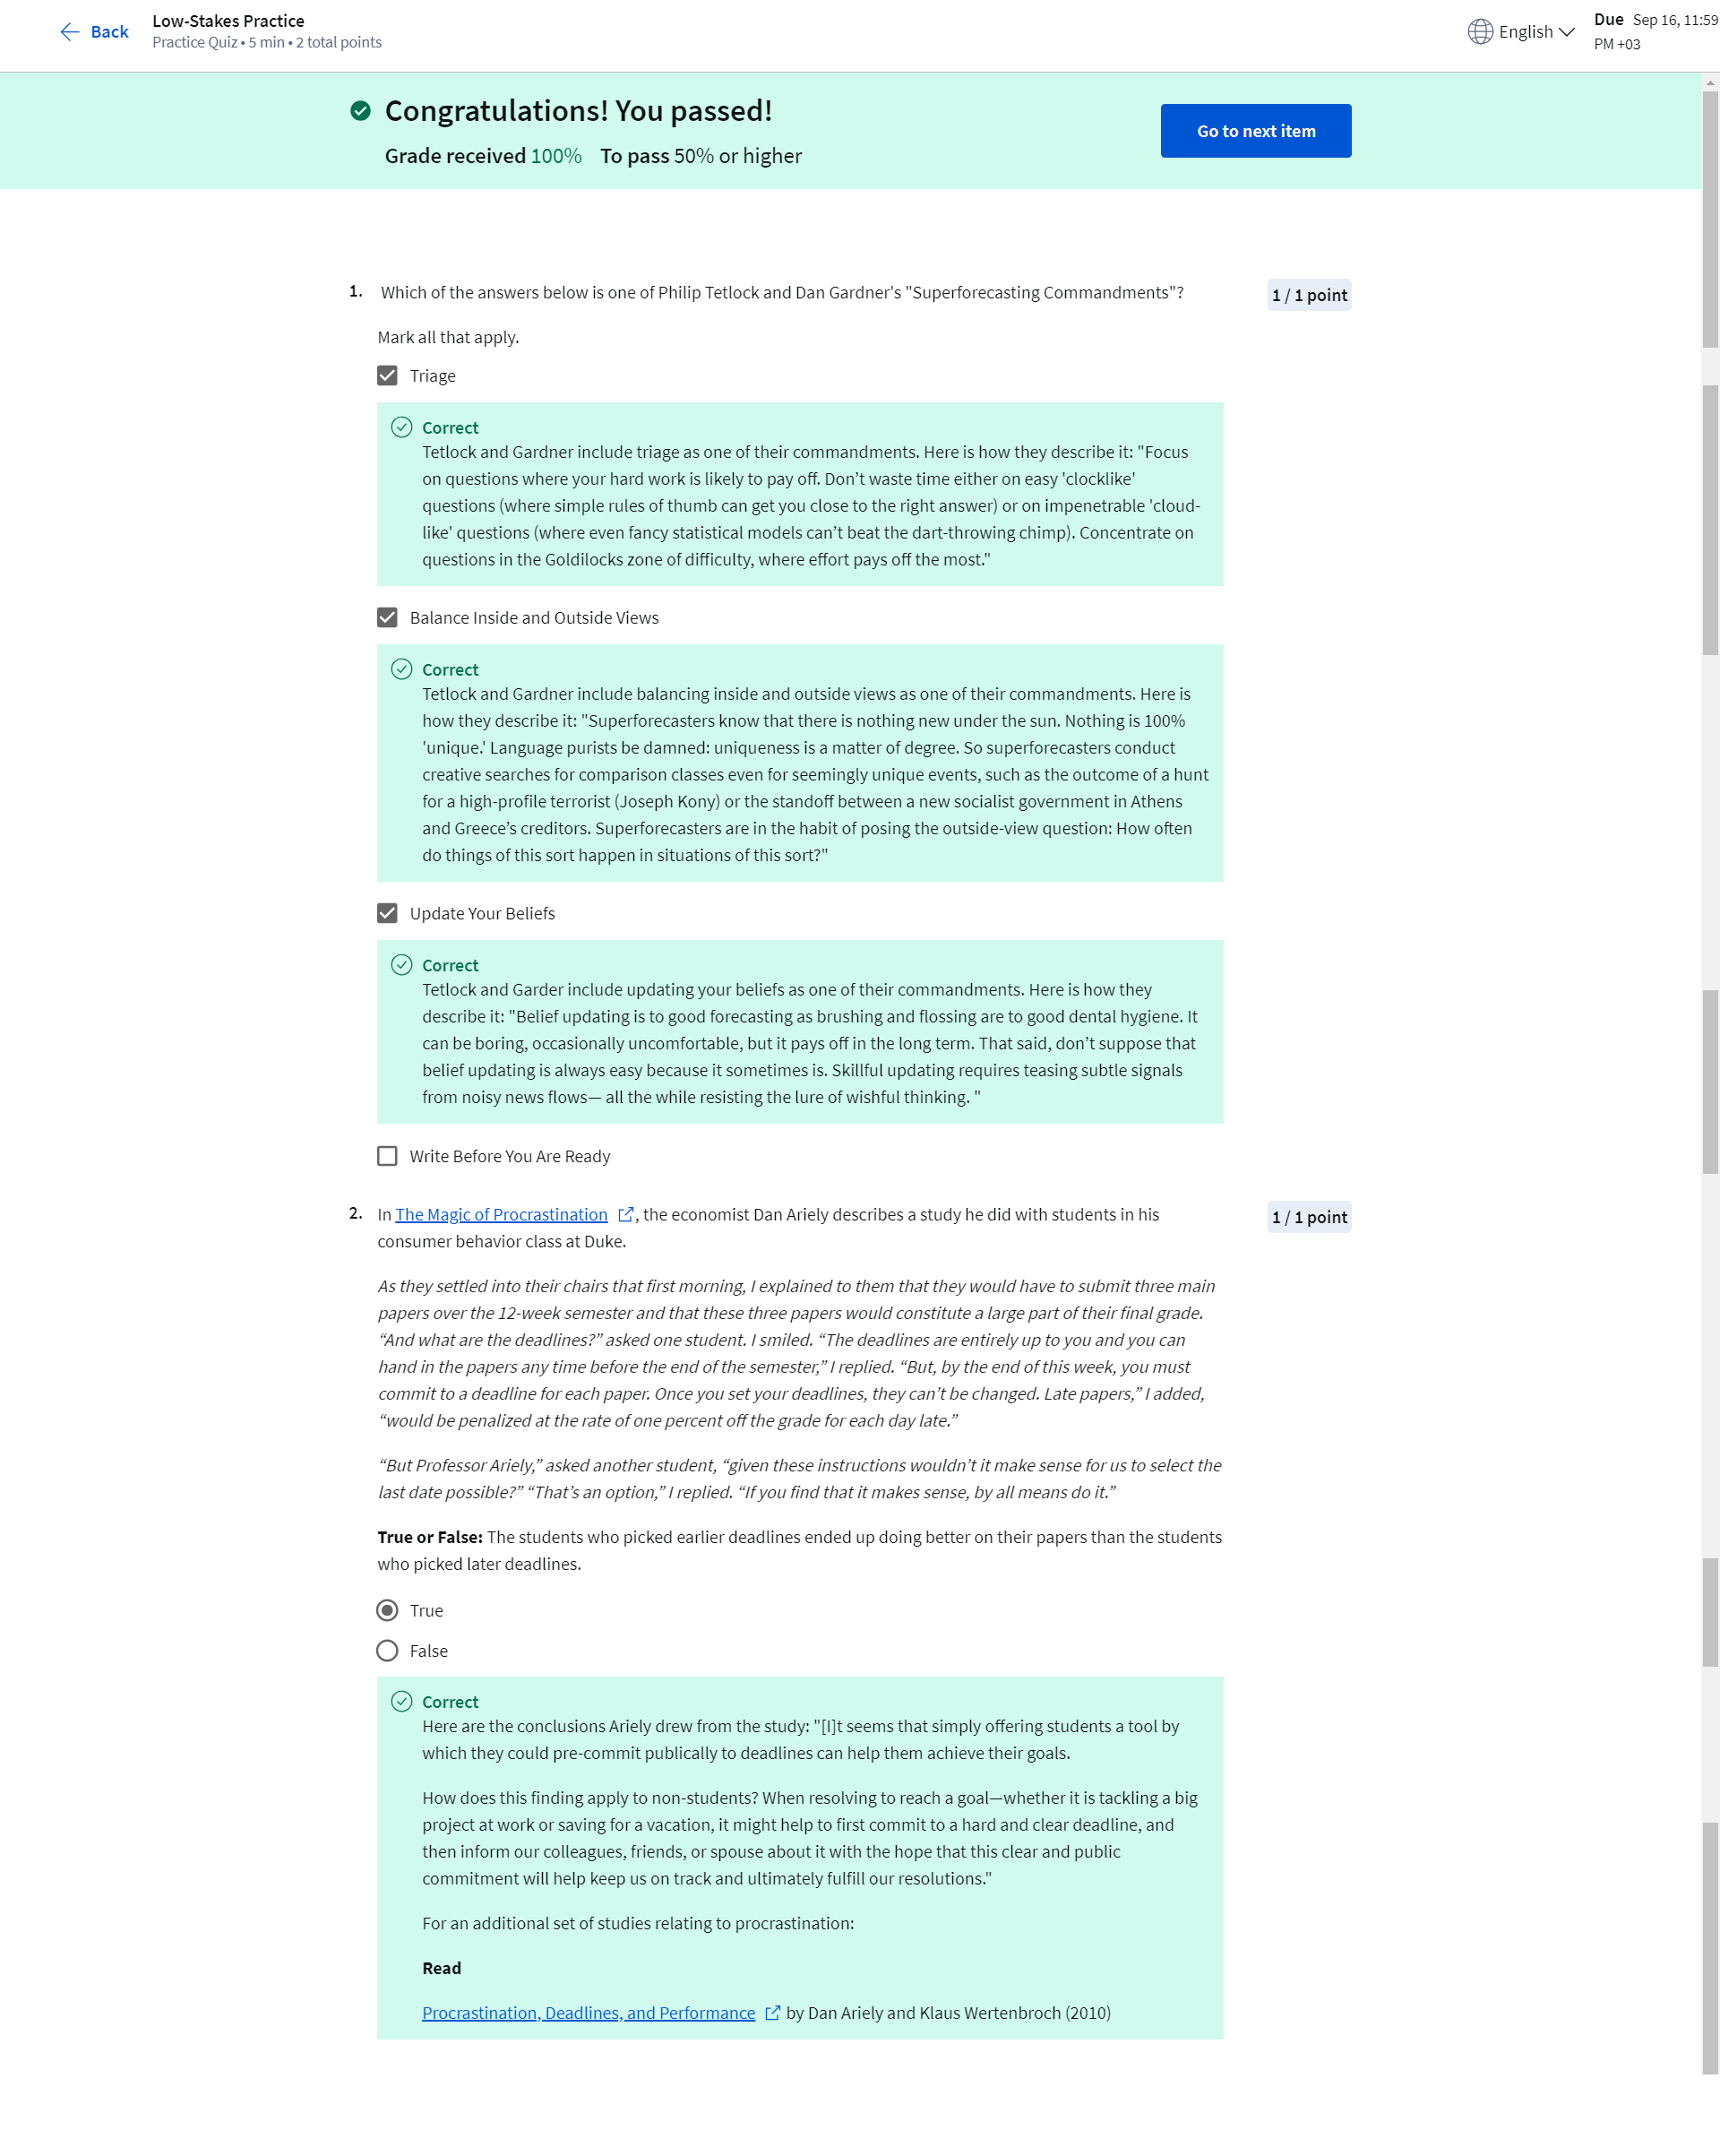 Back
Low-Stakes Practice
Practice Quiz • 5 min • 2 total points
English
Due Sep 16, 11:59
PM +03
Congratulations! You passed!
Grade received 100% To pass 50% or higher
Go to next item
1. Which of the answers below is one of Philip Tetlock and Dan Gardner's "Superforecasting Commandments"?
1 / 1 point
Mark all that apply.
Triage
Correct
Tetlock and Gardner include triage as one of their commandments. Here is how they describe it: "Focus
on questions where your hard work is likely to pay off. Don’t waste time either on easy 'clocklike'
questions (where simple rules of thumb can get you close to the right answer) or on impenetrable 'cloud-
like' questions (where even fancy statistical models can’t beat the dart-throwing chimp). Concentrate on
questions in the Goldilocks zone of difficulty, where effort pays off the most."
Balance Inside and Outside Views
Correct
Tetlock and Gardner include balancing inside and outside views as one of their commandments. Here is
how they describe it: "Superforecasters know that there is nothing new under the sun. Nothing is 100%
'unique.' Language purists be damned: uniqueness is a matter of degree. So superforecasters conduct
creative searches for comparison classes even for seemingly unique events, such as the outcome of a hunt
for a high-profile terrorist (Joseph Kony) or the standoff between a new socialist government in Athens
and Greece’s creditors. Superforecasters are in the habit of posing the outside-view question: How often
do things of this sort happen in situations of this sort?"
Update Your Beliefs
Correct
Tetlock and Garder include updating your beliefs as one of their commandments. Here is how they
describe it: "Belief updating is to good forecasting as brushing and flossing are to good dental hygiene. It
can be boring, occasionally uncomfortable, but it pays off in the long term. That said, don’t suppose that
belief updating is always easy because it sometimes is. Skillful updating requires teasing subtle signals
from noisy news flows— all the while resisting the lure of wishful thinking. "
Write Before You Are Ready
2. In The Magic of Procrastination , the economist Dan Ariely describes a study he did with students in his
1 / 1 point
consumer behavior class at Duke.
As they settled into their chairs that first morning, I explained to them that they would have to submit three main
papers over the 12-week semester and that these three papers would constitute a large part of their final grade.
“And what are the deadlines?” asked one student. I smiled. “The deadlines are entirely up to you and you can
hand in the papers any time before the end of the semester,” I replied. “But, by the end of this week, you must
commit to a deadline for each paper. Once you set your deadlines, they can’t be changed. Late papers,” I added,
“would be penalized at the rate of one percent off the grade for each day late.”
“But Professor Ariely,” asked another student, “given these instructions wouldn’t it make sense for us to select the
last date possible?” “That’s an option,” I replied. “If you find that it makes sense, by all means do it.”
True or False: The students who picked earlier deadlines ended up doing better on their papers than the students
who picked later deadlines.
True
False
Correct
Here are the conclusions Ariely drew from the study: "[I]t seems that simply offering students a tool by
which they could pre-commit publically to deadlines can help them achieve their goals.
How does this finding apply to non-students? When resolving to reach a goal—whether it is tackling a big
project at work or saving for a vacation, it might help to first commit to a hard and clear deadline, and
then inform our colleagues, friends, or spouse about it with the hope that this clear and public
commitment will help keep us on track and ultimately fulfill our resolutions."
For an additional set of studies relating to procrastination:
Read
Procrastination, Deadlines, and Performance by Dan Ariely and Klaus Wertenbroch (2010)